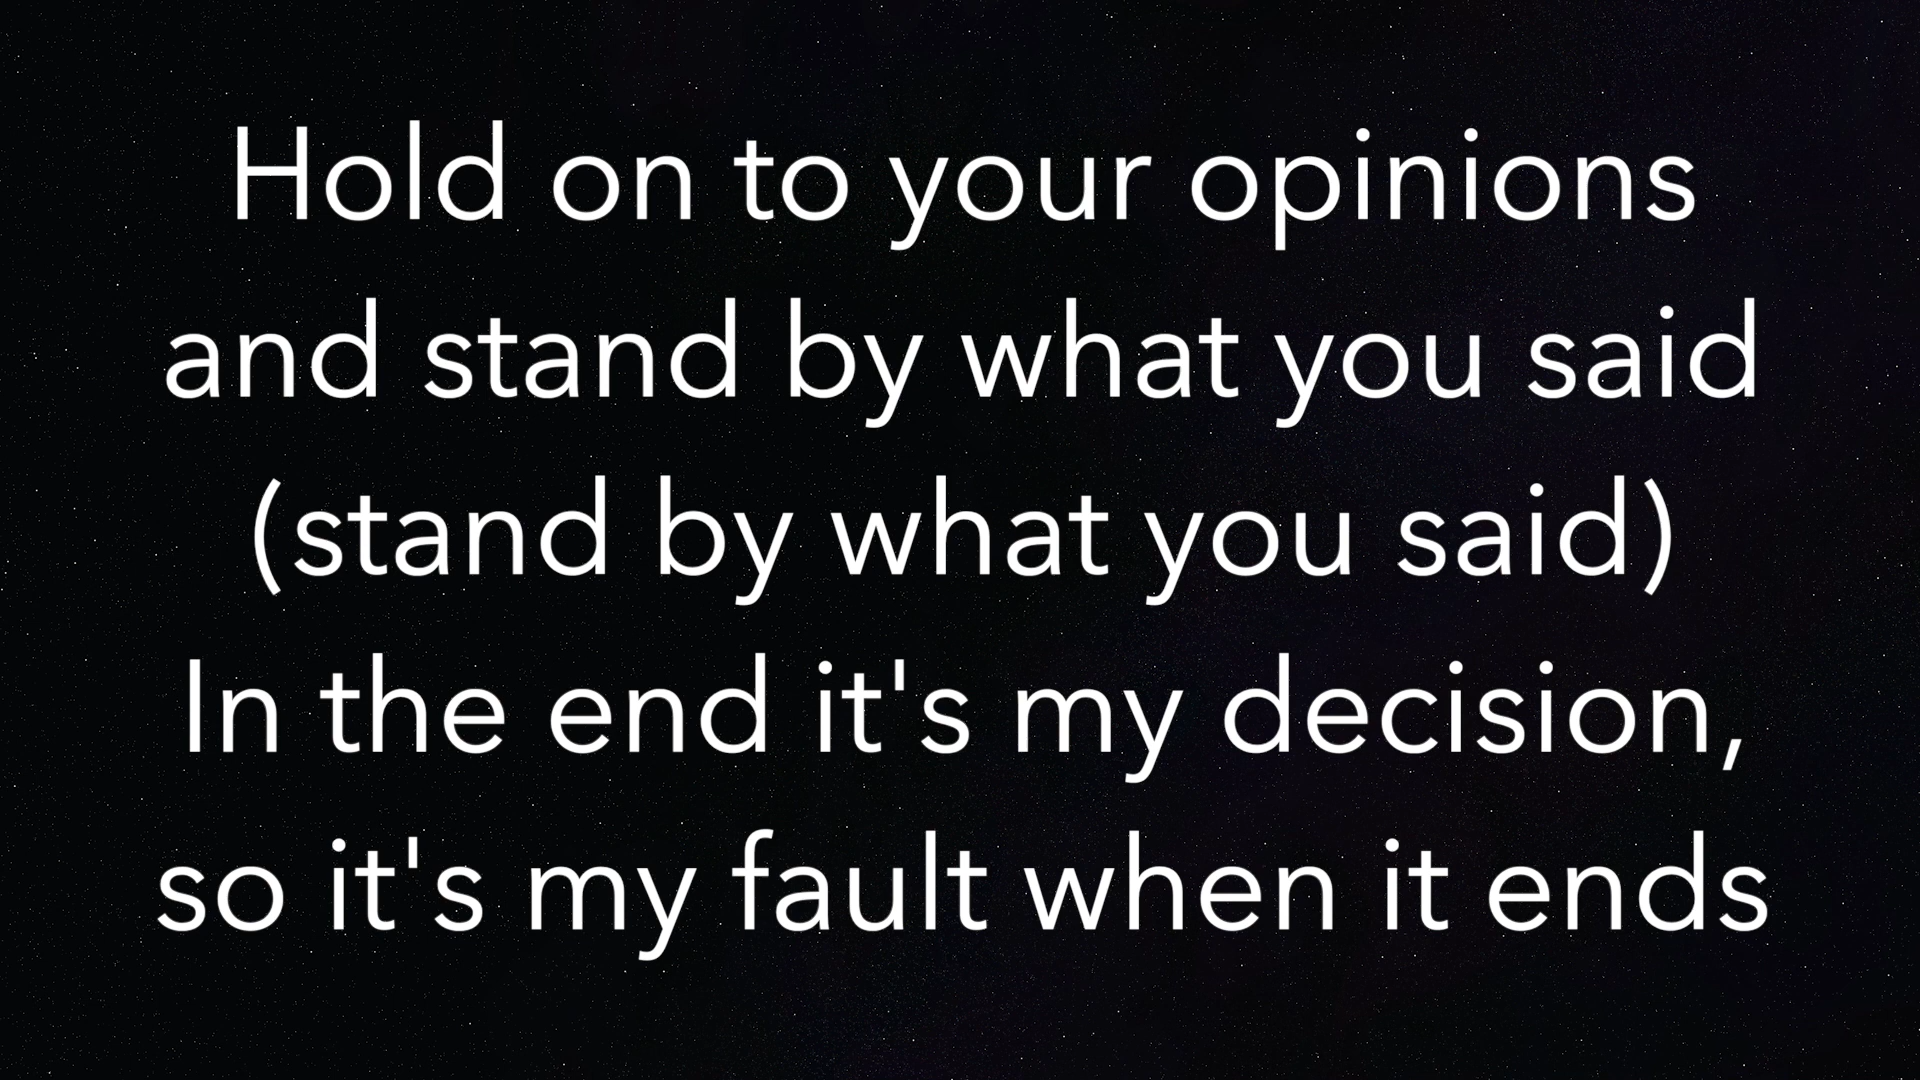 Hold on to your opinions
and stand by what you said
(stand by what you said)
In the end it's my decision,
so it's my fault when it ends